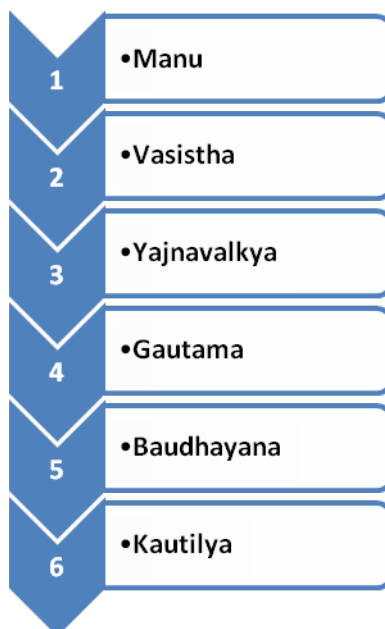 1 •Manu
2 •Vasistha
3 •Yajnavalkya
4 •Gautama
5 •Baudhayana
6 •Kautilya